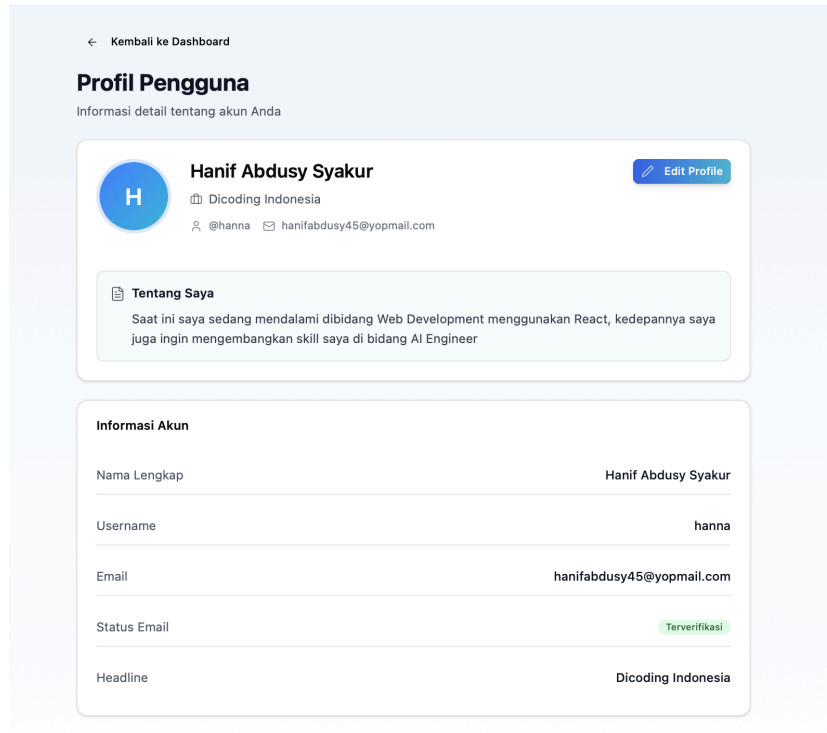 Kembali ke Dashboard
Profil Pengguna
Informasi detail tentang akun Anda
H
Hanif Abdusy Syakur
Edit Profile
Dicoding Indonesia
@hanna hanifabdusy45@yopmail.com
Tentang Saya
Saat ini saya sedang mendalami dibidang Web Development menggunakan React, kedepannya saya
juga ingin mengembangkan skill saya di bidang AI Engineer
Informasi Akun
Nama Lengkap Hanif Abdusy Syakur
Username hanna
Email hanifabdusy45@yopmail.com
Status Email Terverifikasi
Headline Dicoding Indonesia